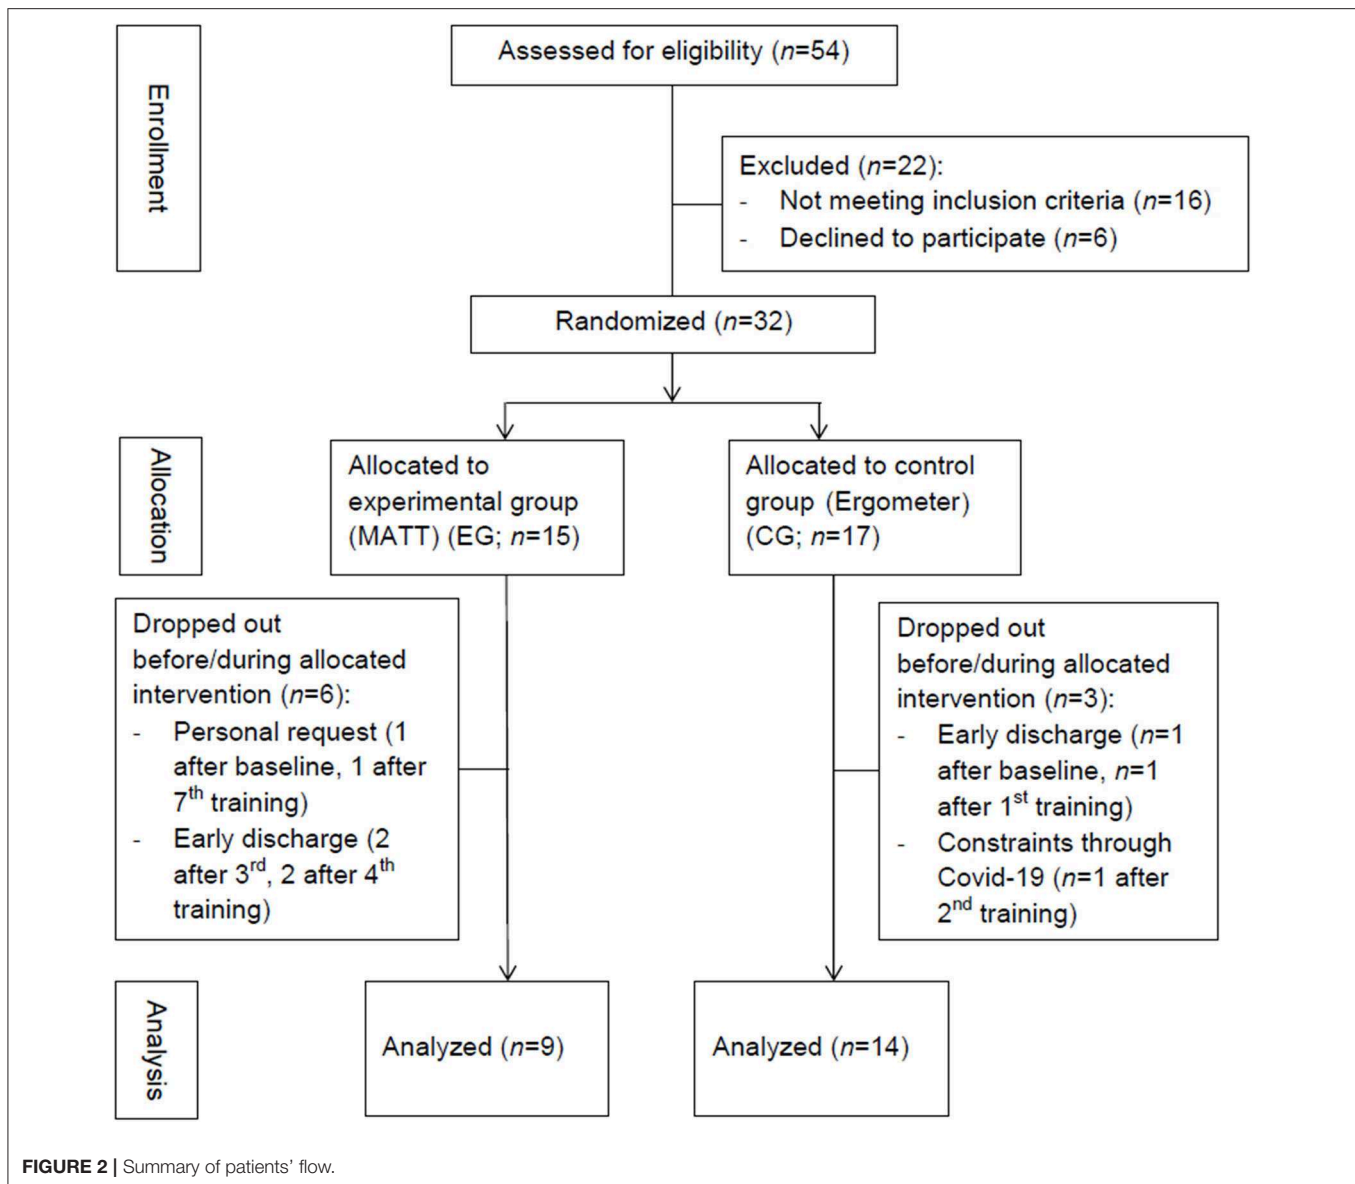 Enrollment
Assessed for eligibility (n=54)
Excluded (n=22):
- Not meeting inclusion criteria (n=16)
- Declined to participate (n=6)
Randomized (n=32)
Allocation
Allocated to
experimental group
(MATT) (EG; n=15)
Allocated to control
group (Ergometer)
(CG; n=17)
Dropped out
before/during allocated
intervention (n=6):
- Personal request (1
after baseline, 1 after
7th training)
- Early discharge (2
after 3rd, 2 after 4th
training)
Dropped out
before/during allocated
intervention (n=3):
- Early discharge (n=1
after baseline, n=1
after 1st training)
- Constraints through
Covid-19 (n=1 after
2nd training)
Analysis
Analyzed (n=9)
Analyzed (n=14)
FIGURE 2 | Summary of patients' flow.